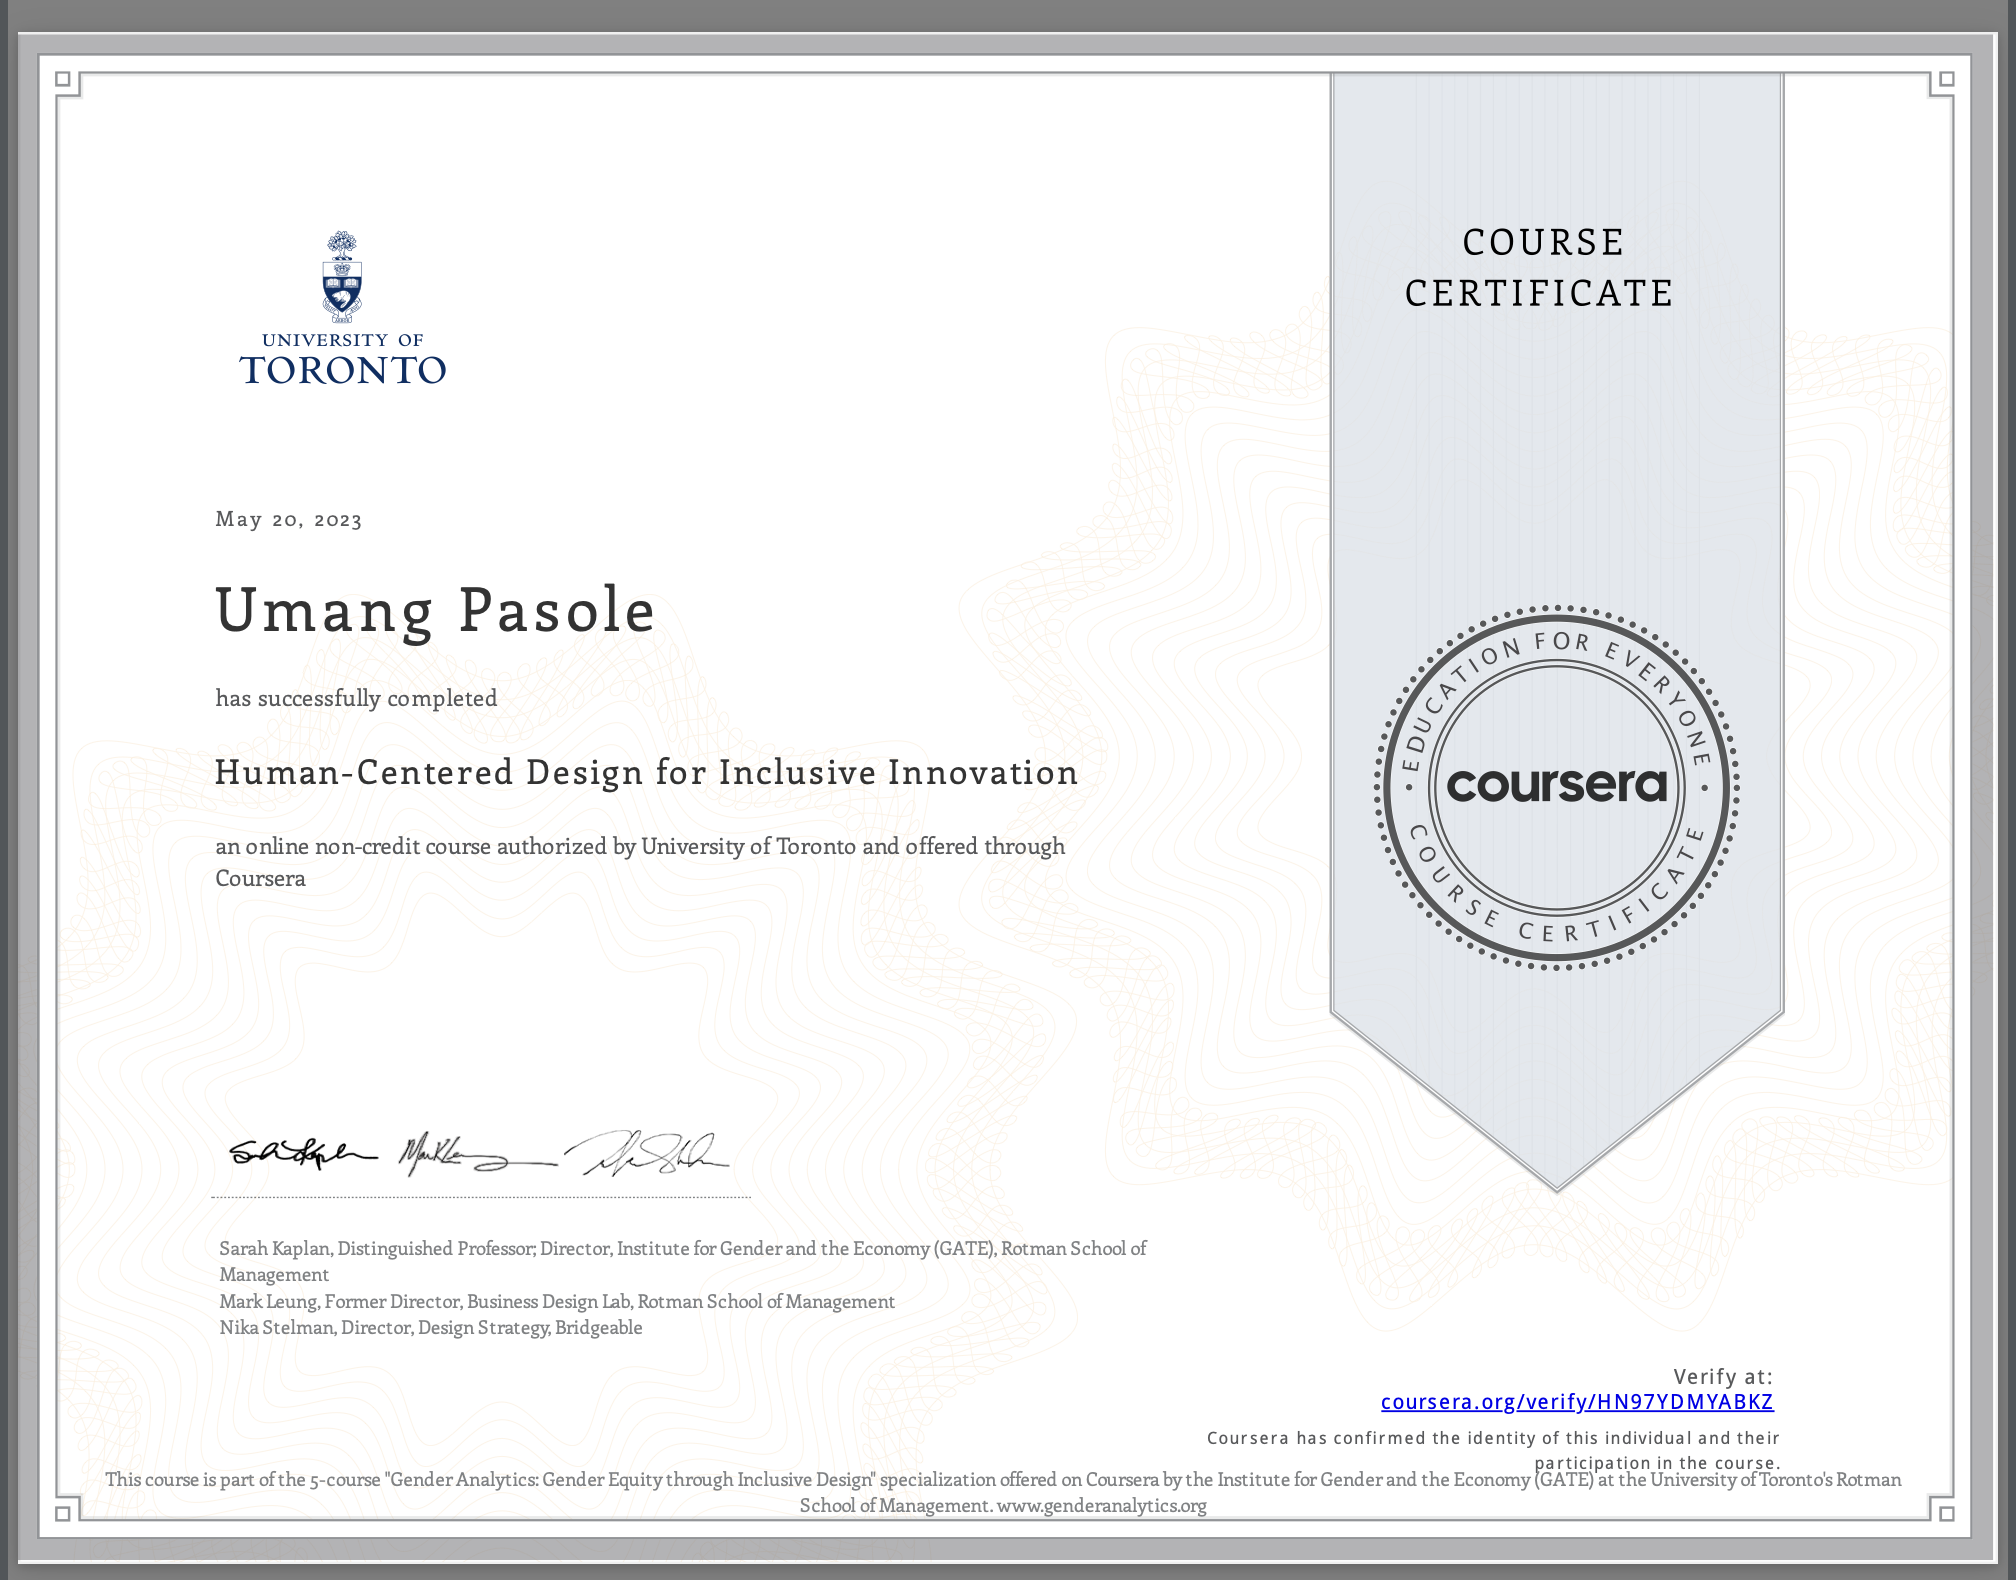 UNIVERSITY OF
TORONTO
COURSE
CERTIFICATE
May 20, 2023
Umang Pasole
has successfully completed
Human-Centered Design for Inclusive Innovation
an online non-credit course authorized by University of Toronto and offered through
Coursera
EDUCATION FOR EVERYONE
coursera
COURSE CERTIFICATE
Sarah Kaplan, Distinguished Professor; Director, Institute for Gender and the Economy (GATE), Rotman School of
Management
Mark Leung, Former Director, Business Design Lab, Rotman School of Management
Nika Stelman, Director, Design Strategy, Bridgeable
Verify at:
coursera.org/verify/HN97YDMYABKZ
Coursera has confirmed the identity of this individual and their
participation in the course.
This course is part of the 5-course "Gender Analytics: Gender Equity through Inclusive Design" specialization offered on Coursera by the Institute for Gender and the Economy (GATE) at the University of Toronto's Rotman
School of Management. www.genderanalytics.org